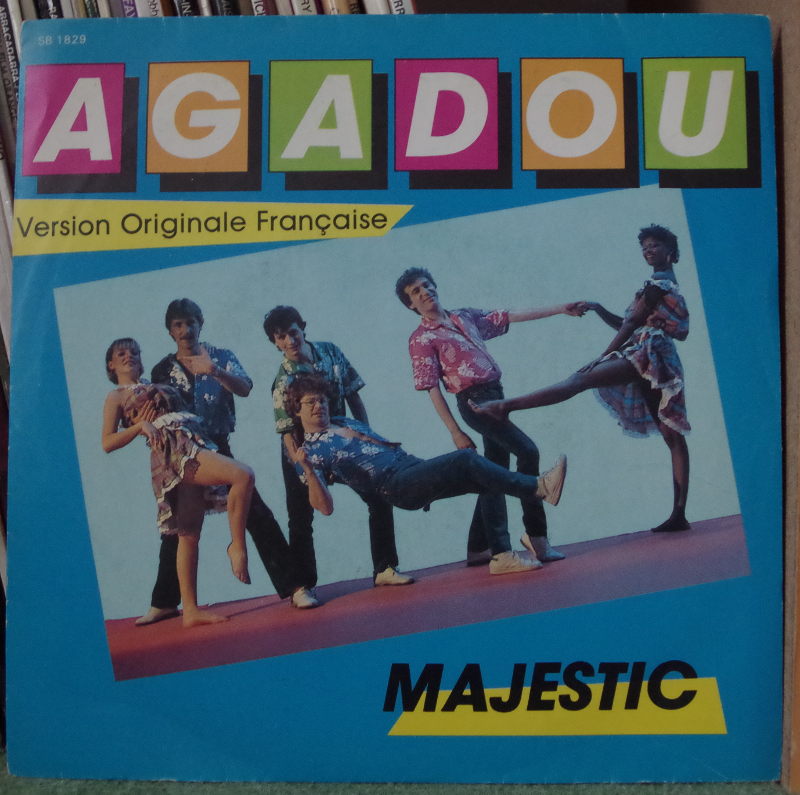 SB 1829
AGADOU
Version Originale Française
MAJESTIC